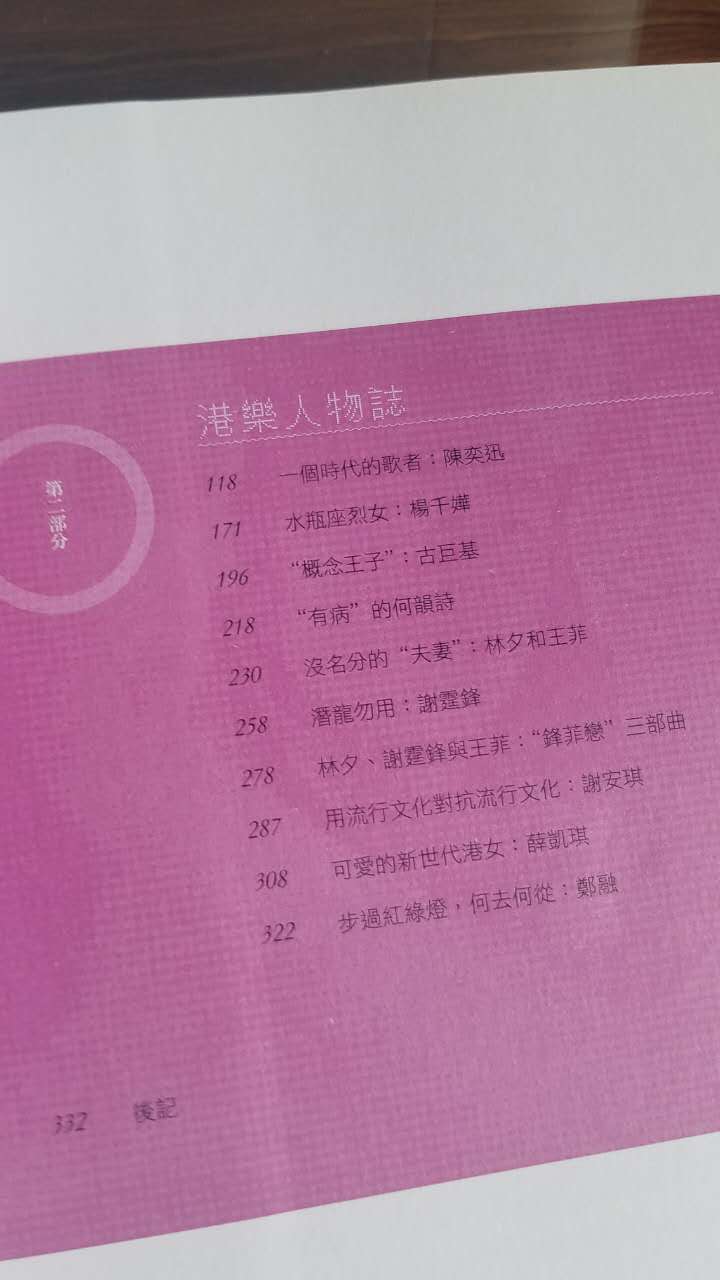 第二部分
港樂人物誌
118 一個時代的歌者：陳奕迅
171 水瓶座烈女：楊千嬅
196 “概念王子”：古巨基
218 “有病”的何韻詩
230 沒名分的“夫妻”：林夕和王菲
258 潛龍勿用：謝霆鋒
278 林夕、謝霆鋒與王菲：“鋒菲戀”三部曲
287 用流行文化對抗流行文化：謝安琪
308 可愛的新世代港女：薛凱琪
322 步過紅綠燈，何去何從：鄭融
332 後記